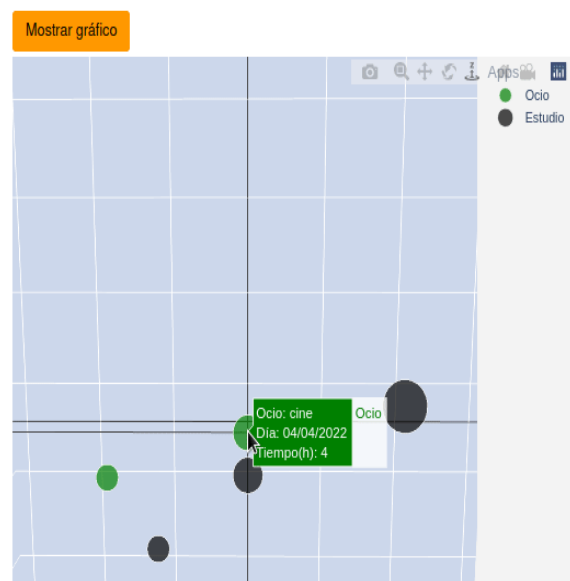 Mostrar gráfico
Apps
Ocio
Estudio
Ocio: cine
Ocio
Día: 04/04/2022
Tiempo(h): 4